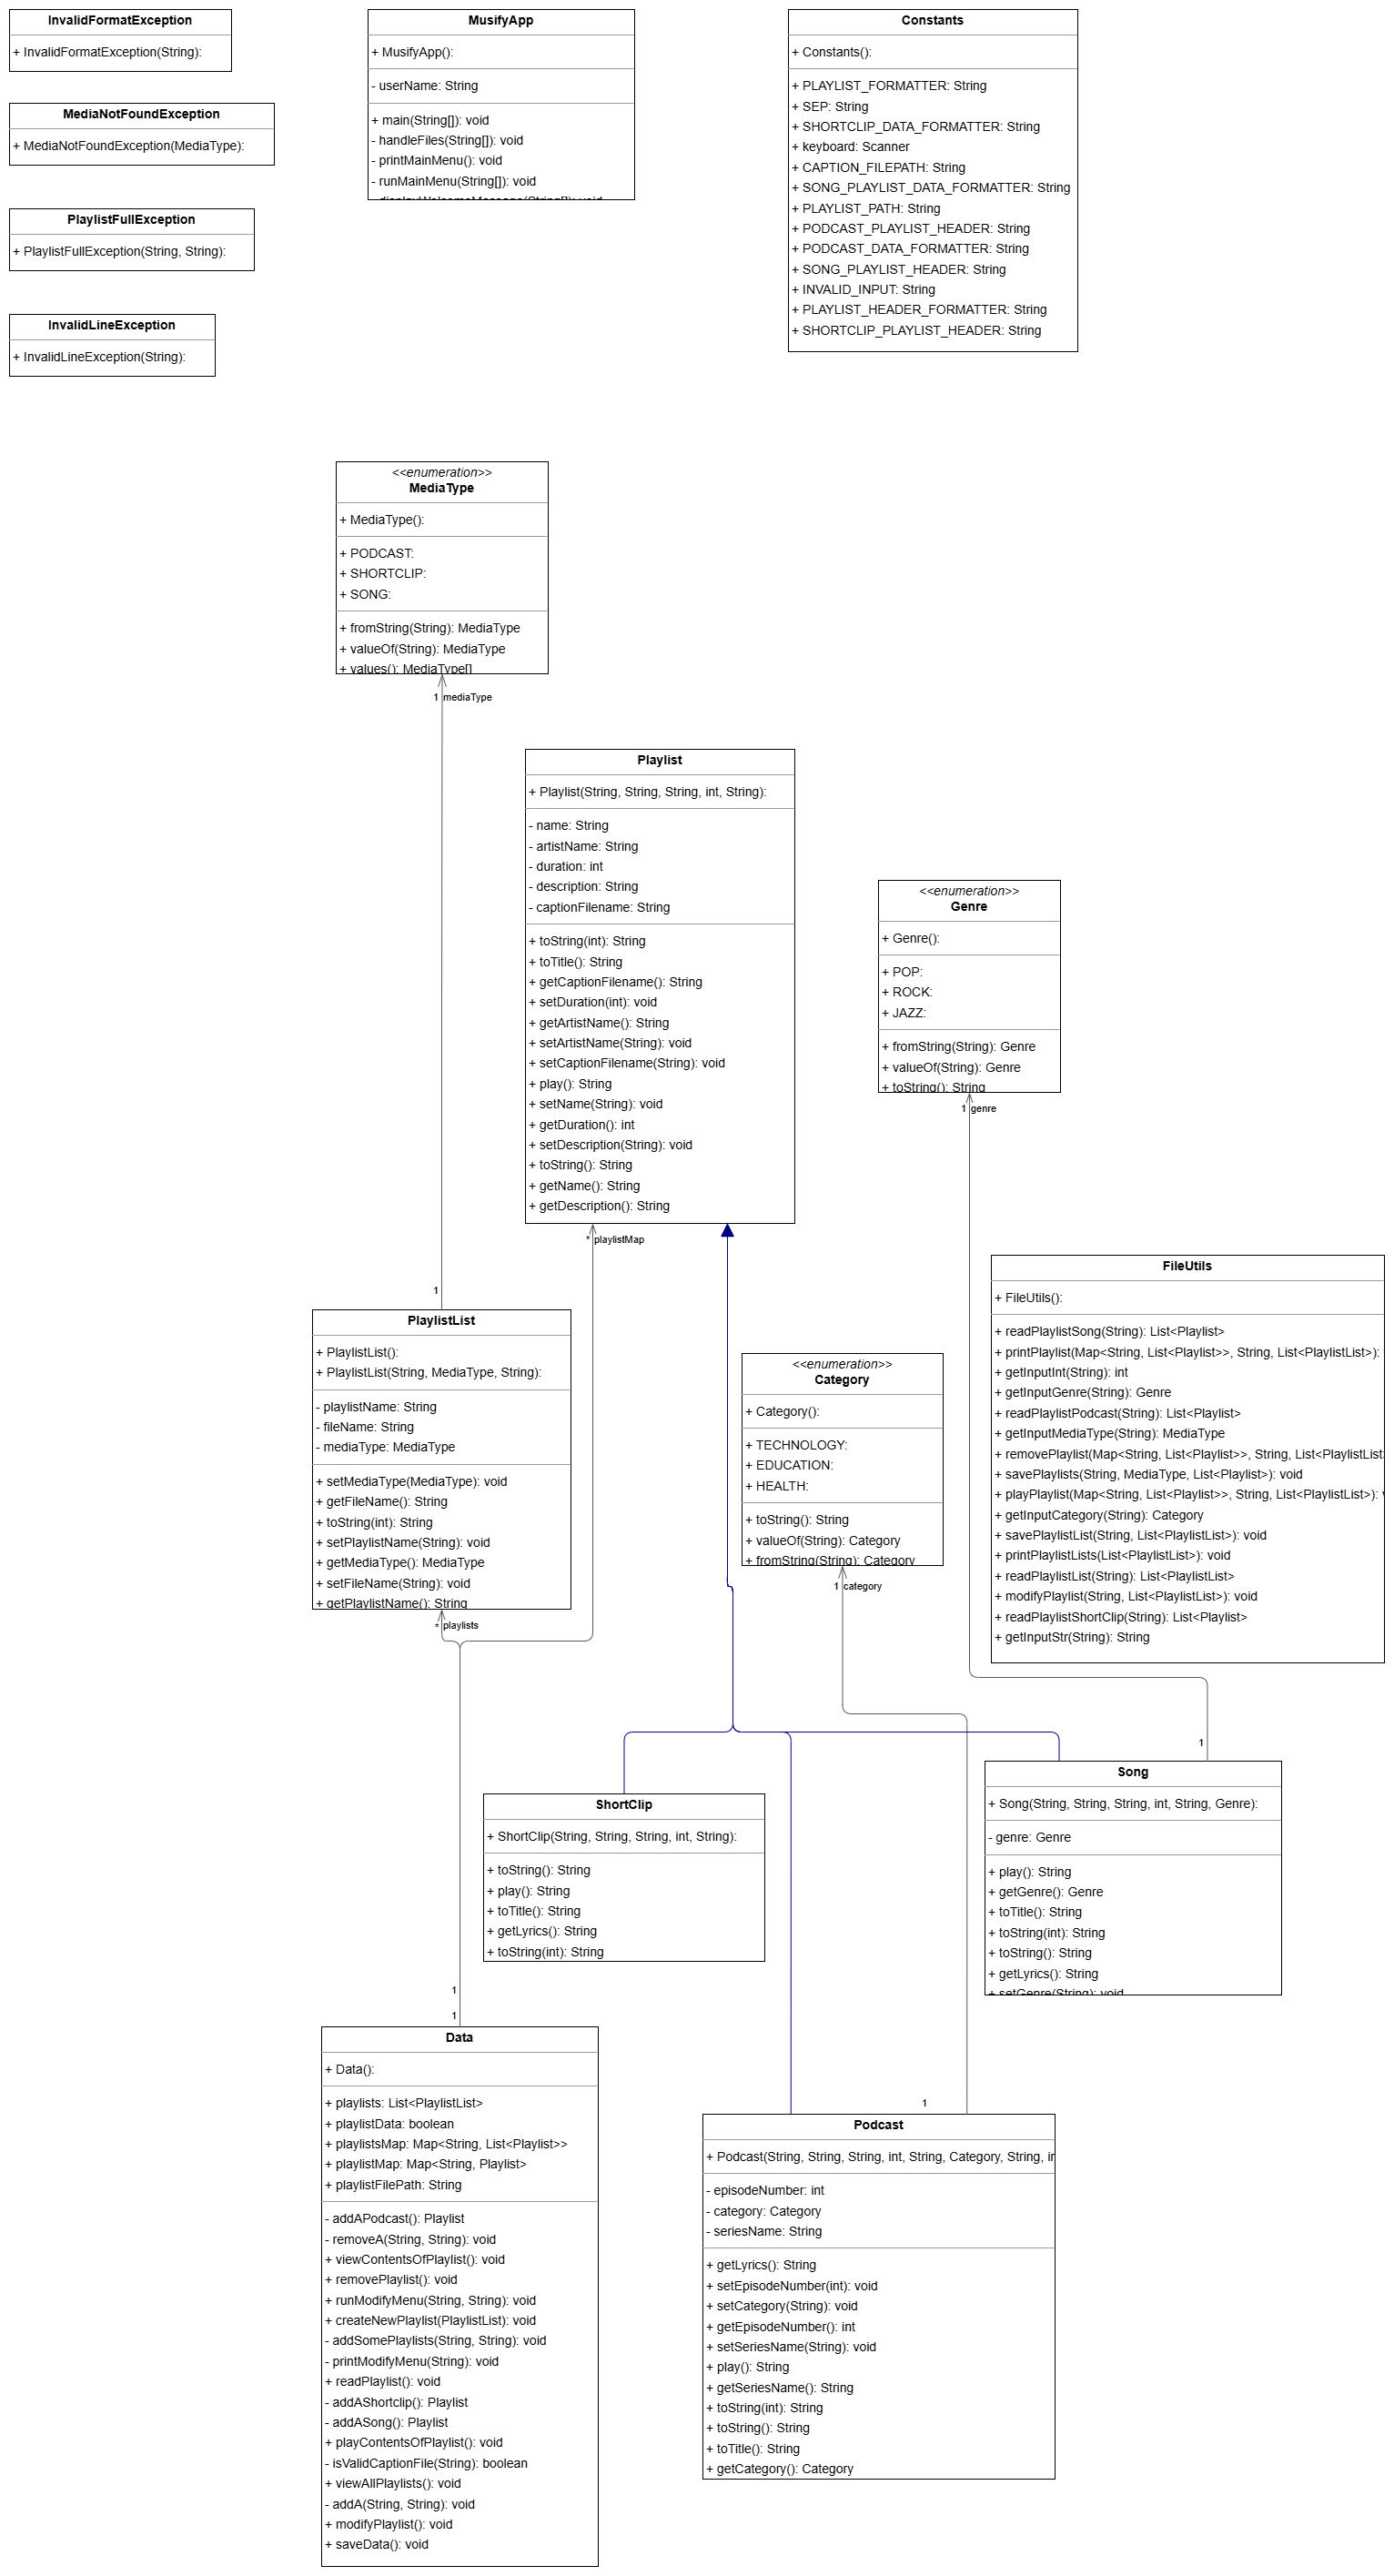 InvalidFormatException
+ InvalidFormatException(String):
MediaNotFoundException
+ MediaNotFoundException(MediaType):
PlaylistFullException
+ PlaylistFullException(String, String):
InvalidLineException
+ InvalidLineException(String):
MusifyApp
+ MusifyApp():
- userName: String
+ main(String[]): void
- handleFiles(String[]): void
- printMainMenu(): void
- runMainMenu(String[]): void
- displayWelcomeMessage(String[]): void
Constants
+ Constants():
+ PLAYLIST_FORMATTER: String
+ SEP: String
+ SHORTCLIP_DATA_FORMATTER: String
+ keyboard: Scanner
+ CAPTION_FILEPATH: String
+ SONG_PLAYLIST_DATA_FORMATTER: String
+ PLAYLIST_PATH: String
+ PODCAST_PLAYLIST_HEADER: String
+ PODCAST_DATA_FORMATTER: String
+ SONG_PLAYLIST_HEADER: String
+ INVALID_INPUT: String
+ PLAYLIST_HEADER_FORMATTER: String
+ SHORTCLIP_PLAYLIST_HEADER: String
<<enumeration>>
MediaType
+ MediaType():
+ PODCAST:
+ SHORTCLIP:
+ SONG:
+ fromString(String): MediaType
+ valueOf(String): MediaType
+ values(): MediaType[]
1 mediaType
Playlist
+ Playlist(String, String, String, int, String):
- name: String
- artistName: String
- duration: int
- description: String
- captionFilename: String
+ toString(int): String
+ toTitle(): String
+ getCaptionFilename(): String
+ setDuration(int): void
+ getArtistName(): String
+ setArtistName(String): void
+ setCaptionFilename(String): void
+ play(): String
+ setName(String): void
+ getDuration(): int
+ setDescription(String): void
+ toString(): String
+ getName(): String
+ getDescription(): String
* playlistMap
<<enumeration>>
Genre
+ Genre():
+ POP:
+ ROCK:
+ JAZZ:
+ fromString(String): Genre
+ valueOf(String): Genre
+ toString(): String
1 genre
1
PlaylistList
+ PlaylistList():
+ PlaylistList(String, MediaType, String):
- playlistName: String
- fileName: String
- mediaType: MediaType
+ setMediaType(MediaType): void
+ getFileName(): String
+ toString(int): String
+ setPlaylistName(String): void
+ getMediaType(): MediaType
+ setFileName(String): void
+ getPlaylistName(): String
* playlists
<<enumeration>>
Category
+ Category():
+ TECHNOLOGY:
+ EDUCATION:
+ HEALTH:
+ toString(): String
+ valueOf(String): Category
+ fromString(String): Category
1 category
FileUtils
+ FileUtils():
+ readPlaylistSong(String): List<Playlist>
+ printPlaylist(Map<String, List<Playlist>>, String, List<PlaylistList>):
+ getInputInt(String): int
+ getInputGenre(String): Genre
+ readPlaylistPodcast(String): List<Playlist>
+ getInputMediaType(String): MediaType
+ removePlaylist(Map<String, List<Playlist>>, String, List<PlaylistList>
+ savePlaylists(String, MediaType, List<Playlist>): void
+ playPlaylist(Map<String, List<Playlist>>, String, List<PlaylistList>): v
+ getInputCategory(String): Category
+ savePlaylistList(String, List<PlaylistList>): void
+ printPlaylistLists(List<PlaylistList>): void
+ readPlaylistList(String): List<PlaylistList>
+ modifyPlaylist(String, List<PlaylistList>): void
+ readPlaylistShortClip(String): List<Playlist>
+ getInputStr(String): String
1
ShortClip
+ ShortClip(String, String, String, int, String):
+ toString(): String
+ play(): String
+ toTitle(): String
+ getLyrics(): String
+ toString(int): String
Song
+ Song(String, String, String, int, String, Genre):
- genre: Genre
+ play(): String
+ getGenre(): Genre
+ toTitle(): String
+ toString(int): String
+ toString(): String
+ getLyrics(): String
+ setGenre(String): void
1
1
Data
+ Data():
+ playlists: List<PlaylistList>
+ playlistData: boolean
+ playlistsMap: Map<String, List<Playlist>>
+ playlistMap: Map<String, Playlist>
+ playlistFilePath: String
- addAPodcast(): Playlist
- removeA(String, String): void
+ viewContentsOfPlaylist(): void
+ removePlaylist(): void
+ runModifyMenu(String, String): void
+ createNewPlaylist(PlaylistList): void
- addSomePlaylists(String, String): void
- printModifyMenu(String): void
+ readPlaylist(): void
- addAShortclip(): Playlist
- addASong(): Playlist
+ playContentsOfPlaylist(): void
- isValidCaptionFile(String): boolean
+ viewAllPlaylists(): void
- addA(String, String): void
+ modifyPlaylist(): void
+ saveData(): void
1
Podcast
+ Podcast(String, String, String, int, String, Category, String, in
- episodeNumber: int
- category: Category
- seriesName: String
+ getLyrics(): String
+ setEpisodeNumber(int): void
+ setCategory(String): void
+ getEpisodeNumber(): int
+ setSeriesName(String): void
+ play(): String
+ getSeriesName(): String
+ toString(int): String
+ toString(): String
+ toTitle(): String
+ getCategory(): Category